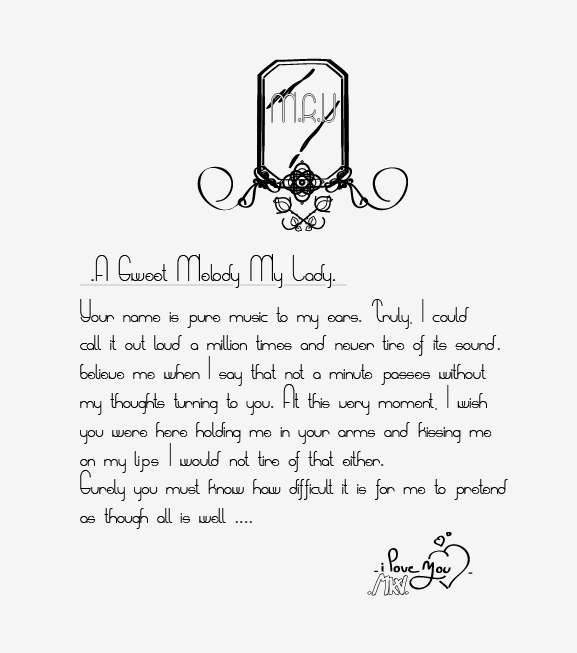 M.R.U
.A Sweet Melody My Lady.
Your name is pure music to my ears. Truly, I could
call it out loud a million times and never tire of its sound.
believe me when I say that not a minute passes without
my thoughts turning to you. At this very moment, I wish
you were here holding me in your arms and kissing me
on my lips I would not tire of that either.
Surely you must know how difficult it is for me to pretend
as though all is well ....
-i love you-